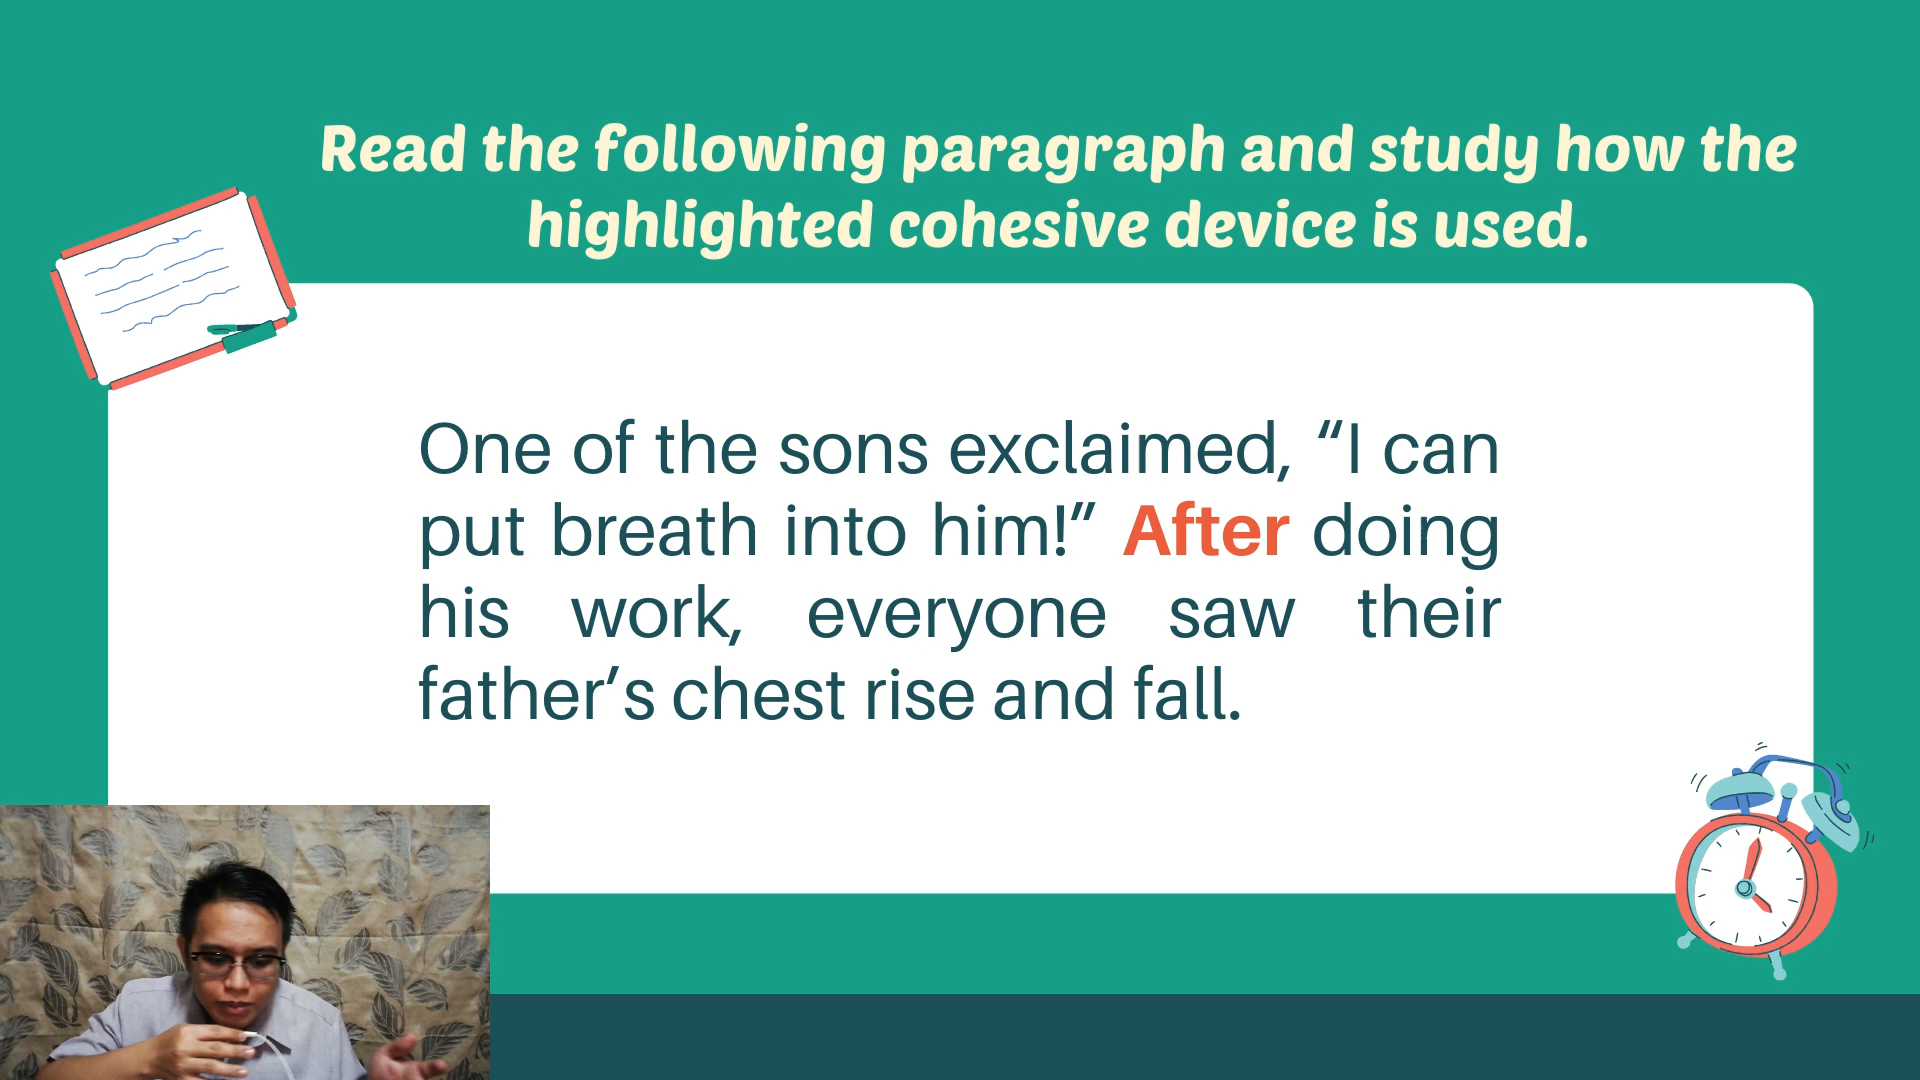 Read the following paragraph and study how the
highlighted cohesive device is used.
One of the sons exclaimed, “I can
put breath into him!” After doing
his work, everyone saw their
father’s chest rise and fall.